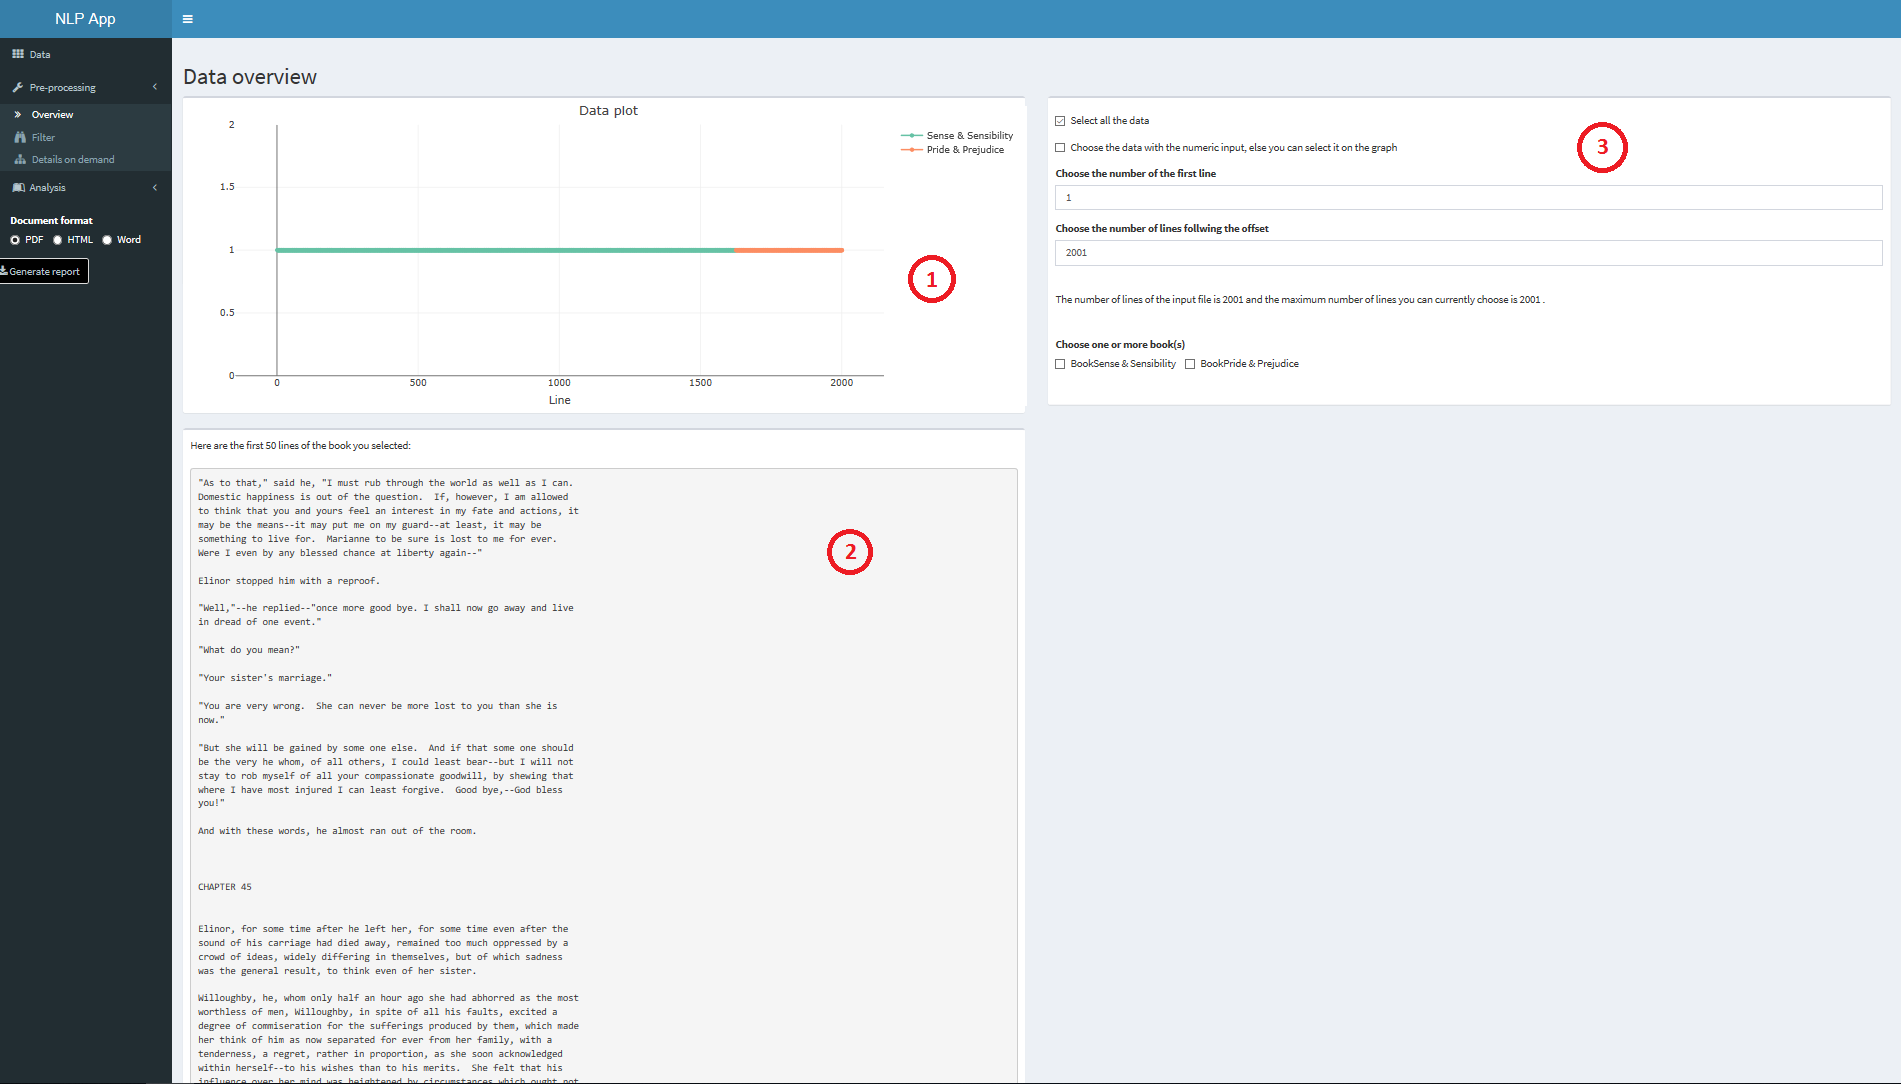 NLP App
Data
Pre-processing
Overview
Filter
Details on demand
Analysis
Document format
PDF HTML Word
Generate report
Data overview
Data plot
2
1.5
1
0.5
0
0 500 1000 1500 2000
Line
Sense & Sensibility
Pride & Prejudice
1
Select all the data
Choose the data with the numeric input, else you can select it on the graph
3
Choose the number of the first line
1
Choose the number of lines follwing the offset
2001
The number of lines of the input file is 2001 and the maximum number of lines you can currently choose is 2001 .
Choose one or more book(s)
BookSense & Sensibility BookPride & Prejudice
Here are the first 50 lines of the book you selected:
2
"As to that," said he, "I must rub through the world as well as I can.
Domestic happiness is out of the question.  If, however, I am allowed
to think that you and yours feel an interest in my fate and actions, it
may be the means--it may put me on my guard--at least, it may be
something to live for.  Marianne to be sure is lost to me for ever.
Were I even by any blessed chance at liberty again--"
Elinor stopped him with a reproof.
"Well,"--he replied--"once more good bye. I shall now go away and live
in dread of one event."
"What do you mean?"
"Your sister's marriage."
"You are very wrong.  She can never be more lost to you than she is
now."
"But she will be gained by some one else.  And if that some one should
be the very he whom, of all others, I could least bear--but I will not
stay to rob myself of all your compassionate goodwill, by shewing that
where I have most injured I can least forgive.  Good bye,--God bless
you!"
And with these words, he almost ran out of the room.
CHAPTER 45
Elinor, for some time after he left her, for some time even after the
sound of his carriage had died away, remained too much oppressed by a
crowd of ideas, widely differing in themselves, but of which sadness
was the general result, to think even of her sister.
Willoughby, he, whom only half an hour ago she had abhorred as the most
worthless of men, Willoughby, in spite of all his faults, excited a
degree of commiseration for the sufferings produced by them, which made
her think of him as now separated for ever from her family, with a
tenderness, a regret, rather in proportion, as she soon acknowledged
within herself--to his wishes than to his merits.  She felt that his
influence over her mind was heightened by circumstances which ought not